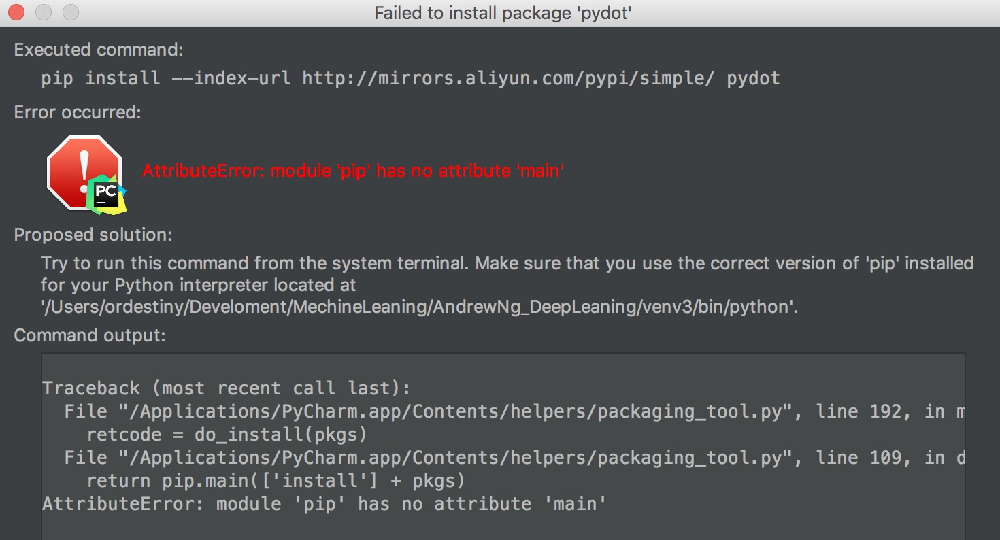 Failed to install package 'pydot'
Executed command:
pip install --index-url http://mirrors.aliyun.com/pypi/simple/ pydot
Error occurred:
PC
AttributeError: module 'pip' has no attribute 'main'
Proposed solution:
Try to run this command from the system terminal. Make sure that you use the correct version of 'pip' installed
for your Python interpreter located at
'/Users/ordestiny/Develoment/MechineLeaning/AndrewNg_DeepLeaning/venv3/bin/python'.
Command output:
Traceback (most recent call last):
File "/Applications/PyCharm.app/Contents/helpers/packaging_tool.py", line 192, in
retcode = do_install(pkgs)
File "/Applications/PyCharm.app/Contents/helpers/packaging_tool.py", line 109, in
return pip.main(['install'] + pkgs)
AttributeError: module 'pip' has no attribute 'main'